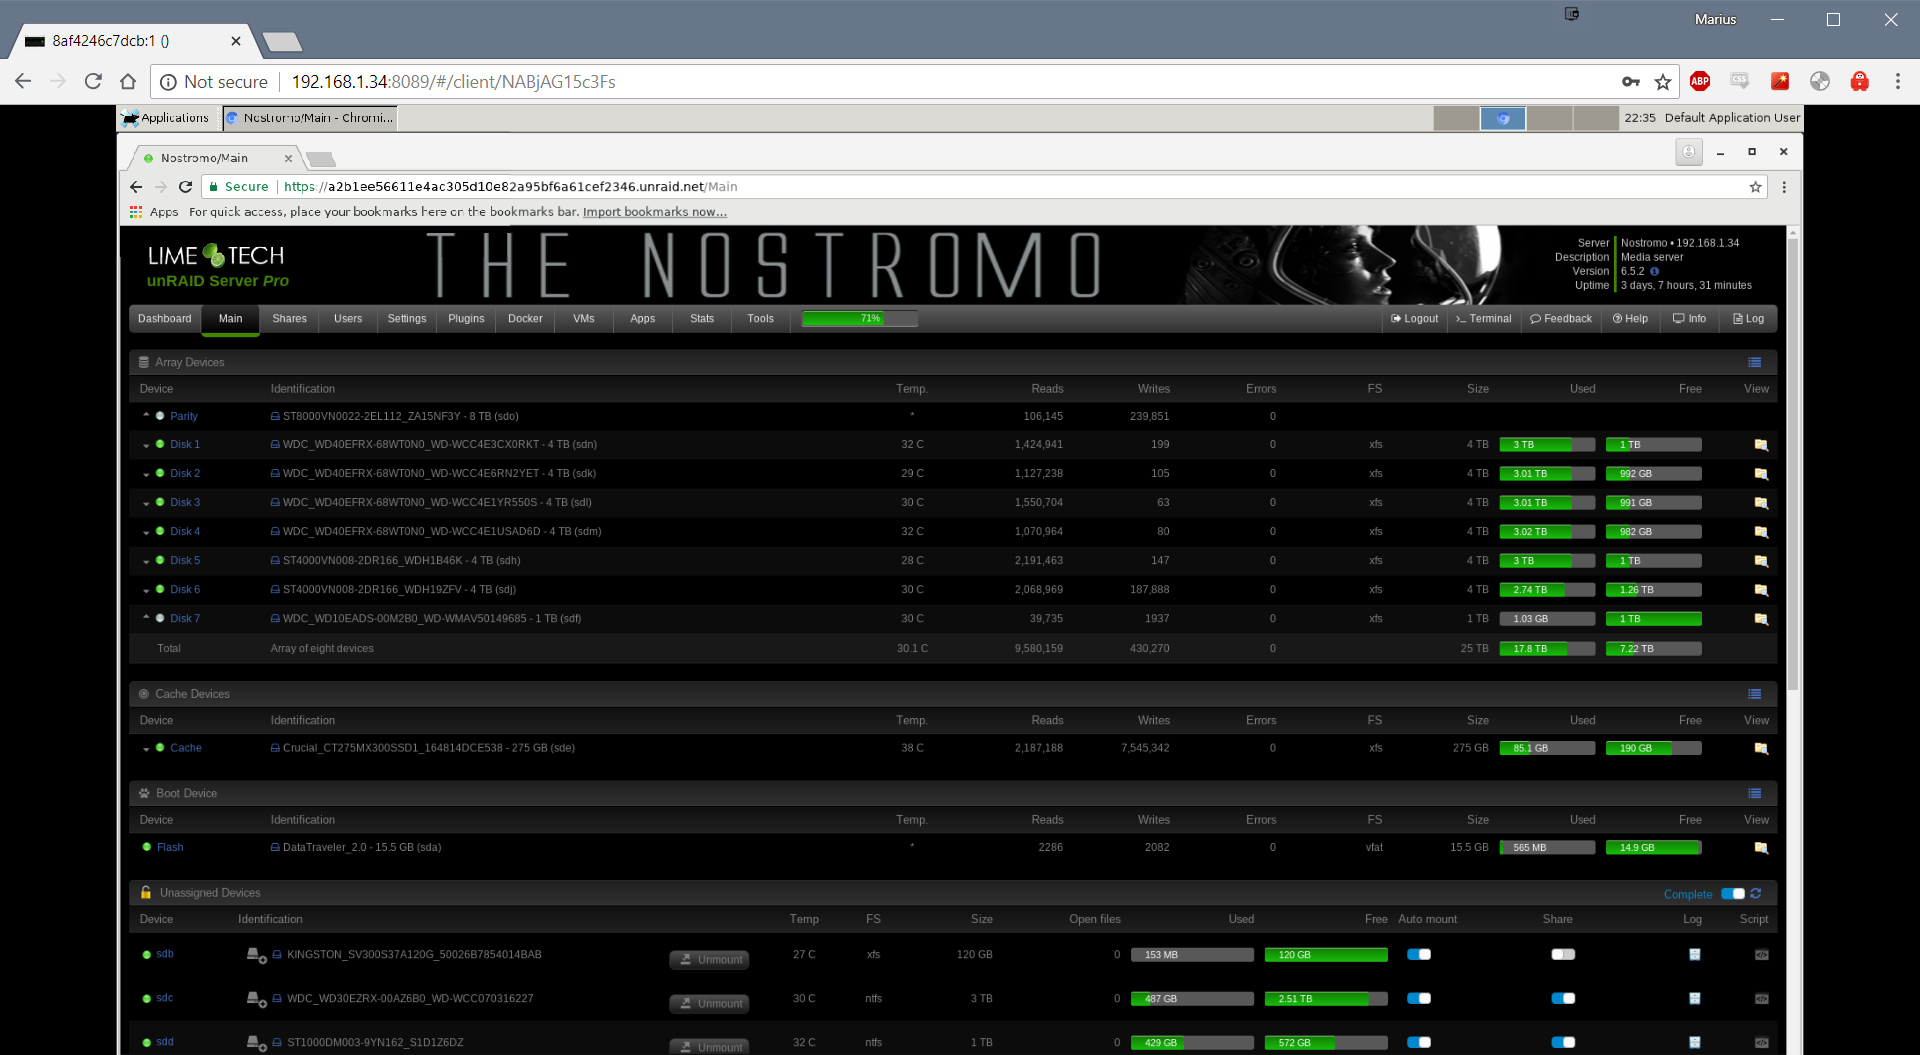 Marius
8af4246c7dcb:1 ()
Not secure 192.168.1.34:8089/#/client/NABjAG15c3Fs ABP CSS
Applications Nostromo/Main - Chromi... 22:35 Default Application User
Nostromo/Main
Secure https://a2b1ee56611e4ac305d10e82a95bf6a61cef2346.unraid.net/Main
Apps For quick access, place your bookmarks here on the bookmarks bar. Import bookmarks now...
LIME TECH
unRAID Server Pro
THE NOSTROMO
Server Nostromo • 192.168.1.34
Description Media server
Version 6.5.2
Uptime 3 days, 7 hours, 31 minutes
Dashboard Main Shares Users Settings Plugins Docker VMs Apps Stats Tools 71% Logout Terminal Feedback Help Info Log
Array Devices
Device Identification Temp. Reads Writes Errors FS Size Used Free View
Parity ST8000VN0022-2EL112_ZA15NF3Y - 8 TB (sdo) * 106,145 239,851 0
Disk 1 WDC_WD40EFRX-68WT0N0_WD-WCC4E3CX0RKT - 4 TB (sdn) 32 C 1,424,941 199 0 xfs 4 TB 3 TB 1 TB
Disk 2 WDC_WD40EFRX-68WT0N0_WD-WCC4E6RN2YET - 4 TB (sdk) 29 C 1,127,238 105 0 xfs 4 TB 3.01 TB 992 GB
Disk 3 WDC_WD40EFRX-68WT0N0_WD-WCC4E1YR550S - 4 TB (sdl) 30 C 1,550,704 63 0 xfs 4 TB 3.01 TB 991 GB
Disk 4 WDC_WD40EFRX-68WT0N0_WD-WCC4E1USAD6D - 4 TB (sdm) 32 C 1,070,964 80 0 xfs 4 TB 3.02 TB 982 GB
Disk 5 ST4000VN008-2DR166_WDH1B46K - 4 TB (sdh) 28 C 2,191,463 147 0 xfs 4 TB 3 TB 1 TB
Disk 6 ST4000VN008-2DR166_WDH19ZFV - 4 TB (sdj) 30 C 2,068,969 187,888 0 xfs 4 TB 2.74 TB 1.26 TB
Disk 7 WDC_WD10EADS-00M2B0_WD-WMAV50149685 - 1 TB (sdf) 30 C 39,735 1937 0 xfs 1 TB 1.03 GB 1 TB
Total Array of eight devices 30.1 C 9,580,159 430,270 0 25 TB 17.8 TB 7.22 TB
Cache Devices
Device Identification Temp. Reads Writes Errors FS Size Used Free View
Cache Crucial_CT275MX300SSD1_164814DCE538 - 275 GB (sde) 38 C 2,187,188 7,545,342 0 xfs 275 GB 85.1 GB 190 GB
Boot Device
Device Identification Temp. Reads Writes Errors FS Size Used Free View
Flash DataTraveler_2.0 - 15.5 GB (sda) * 2286 2082 0 vfat 15.5 GB 565 MB 14.9 GB
Unassigned Devices Complete
Device Identification Temp FS Size Open files Used Free Auto mount Share Log Script
sdb KINGSTON_SV300S37A120G_50026B7854014BAB Unmount 27 C xfs 120 GB 0 153 MB 120 GB
sdc WDC_WD30EZRX-00AZ6B0_WD-WCC070316227 Unmount 30 C ntfs 3 TB 0 487 GB 2.51 TB
sdd ST1000DM003-9YN162_S1D1Z6DZ Unmount 32 C ntfs 1 TB 0 429 GB 572 GB